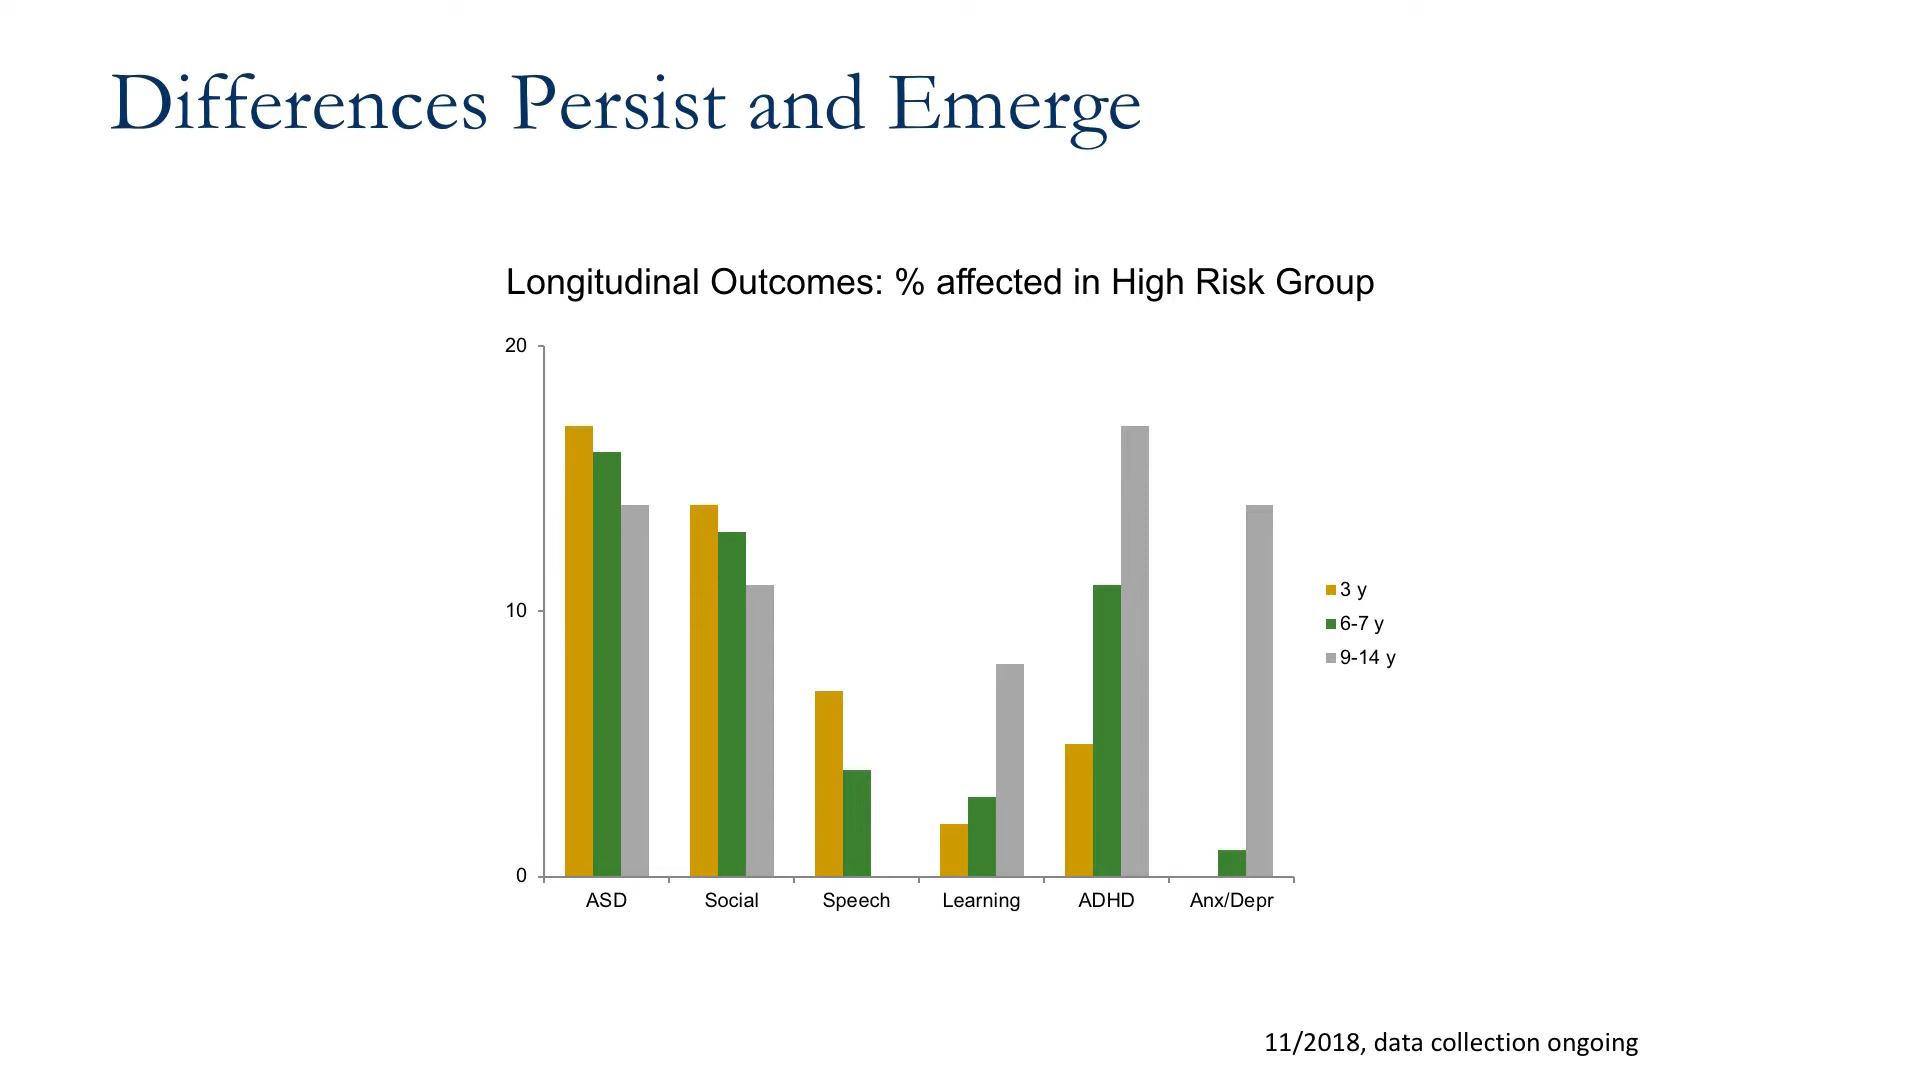 Differences Persist and Emerge
Longitudinal Outcomes: % affected in High Risk Group
20
10
0
ASD
Social
Speech
Learning
ADHD
Anx/Depr
3 y
6-7 y
9-14 y
11/2018, data collection ongoing